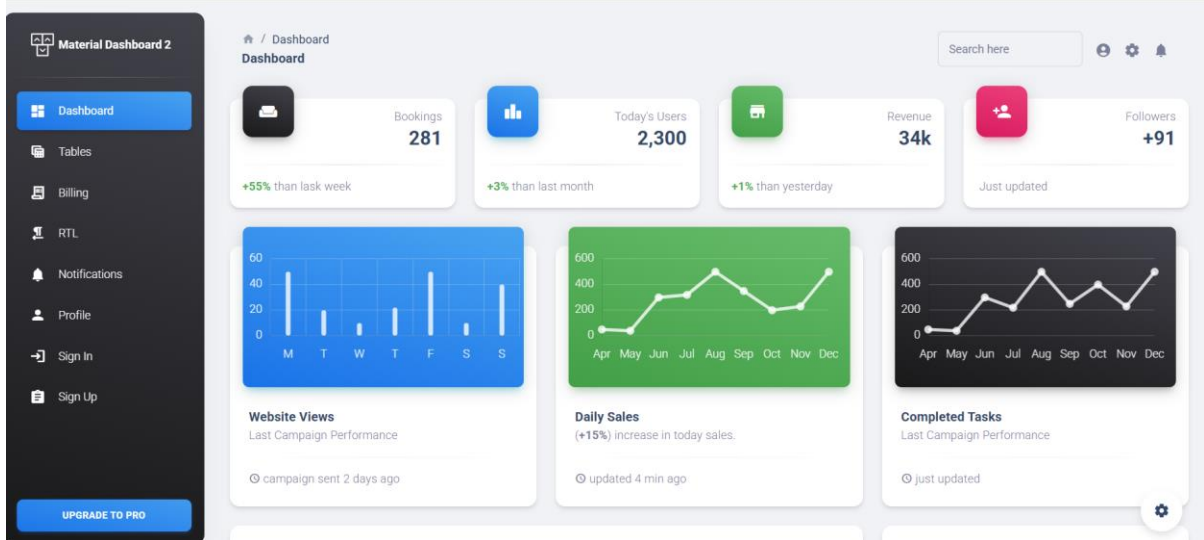 Material Dashboard 2
Dashboard
Tables
Billing
RTL
Notifications
Profile
Sign In
Sign Up
UPGRADE TO PRO
/ Dashboard
Dashboard
Search here
Bookings
281
+55% than lask week
Today's Users
2,300
+3% than last month
Revenue
34k
+1% than yesterday
Followers
+91
Just updated
60
40
20
0
M T W T F S S
Website Views
Last Campaign Performance
campaign sent 2 days ago
600
400
200
0
Apr May Jun Jul Aug Sep Oct Nov Dec
Daily Sales
(+15%) increase in today sales.
updated 4 min ago
600
400
200
0
Apr May Jun Jul Aug Sep Oct Nov Dec
Completed Tasks
Last Campaign Performance
just updated